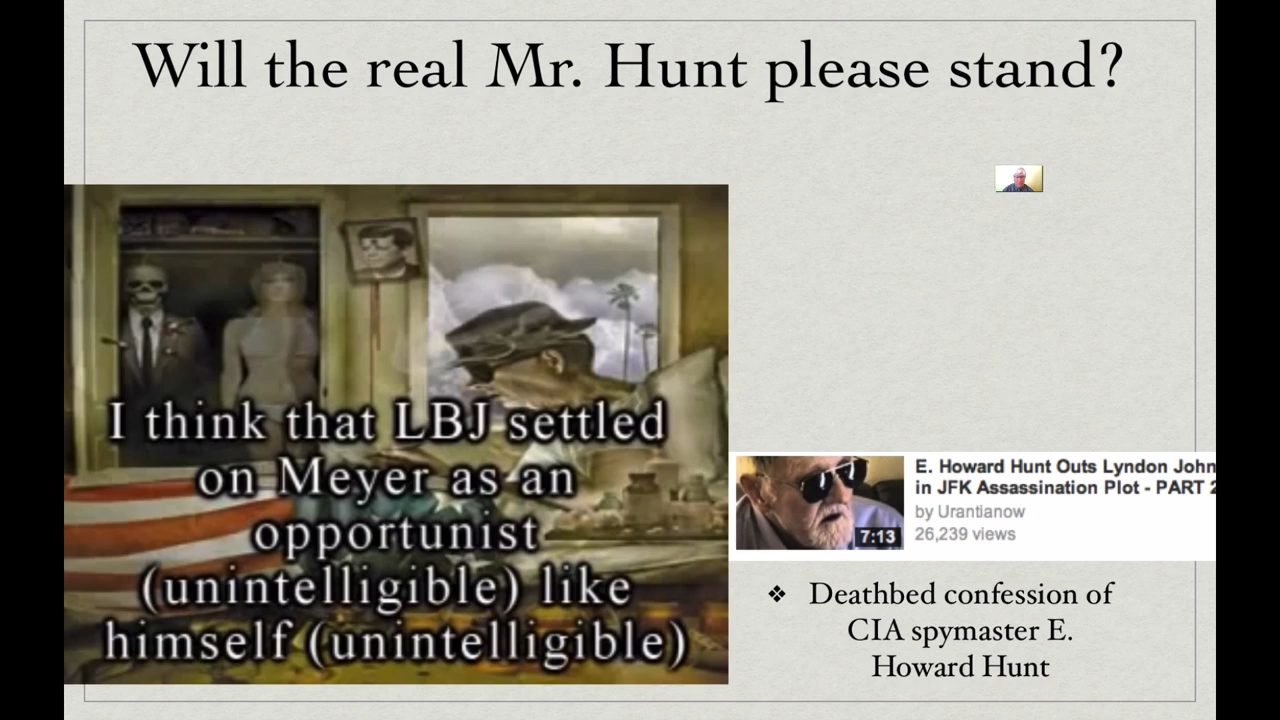 Will the real Mr. Hunt please stand?
I think that LBJ settled
on Meyer as an
opportunist
(unintelligible) like
himself (unintelligible)
E. Howard Hunt Outs Lyndon John
in JFK Assassination Plot - PART 2
by Urantianow
26,239 views
7:13
❖ Deathbed confession of
CIA spymaster E.
Howard Hunt